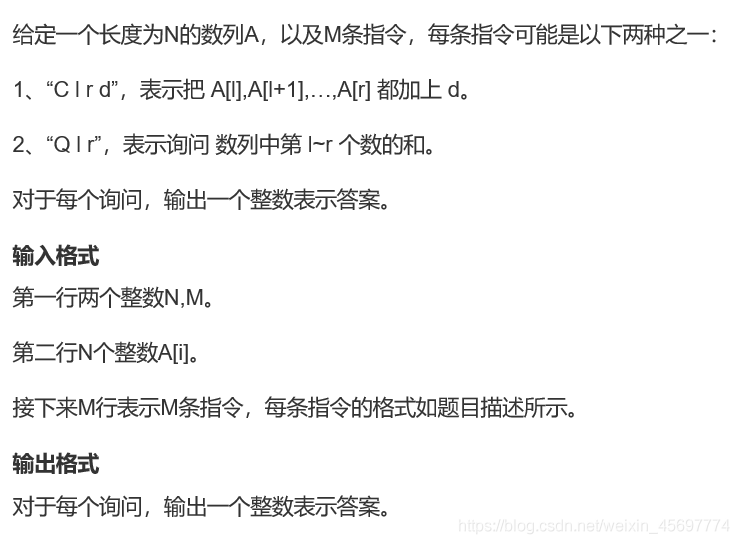 给定一个长度为N的数列A，以及M条指令，每条指令可能是以下两种之一：
1、“C l r d”，表示把 A[l],A[l+1],…,A[r] 都加上 d。
2、“Q l r”，表示询问 数列中第 l~r 个数的和。
对于每个询问，输出一个整数表示答案。
输入格式
第一行两个整数N,M。
第二行N个整数A[i]。
接下来M行表示M条指令，每条指令的格式如题目描述所示。
输出格式
对于每个询问，输出一个整数表示答案。
https://blog.csdn.net/weixin_45697774